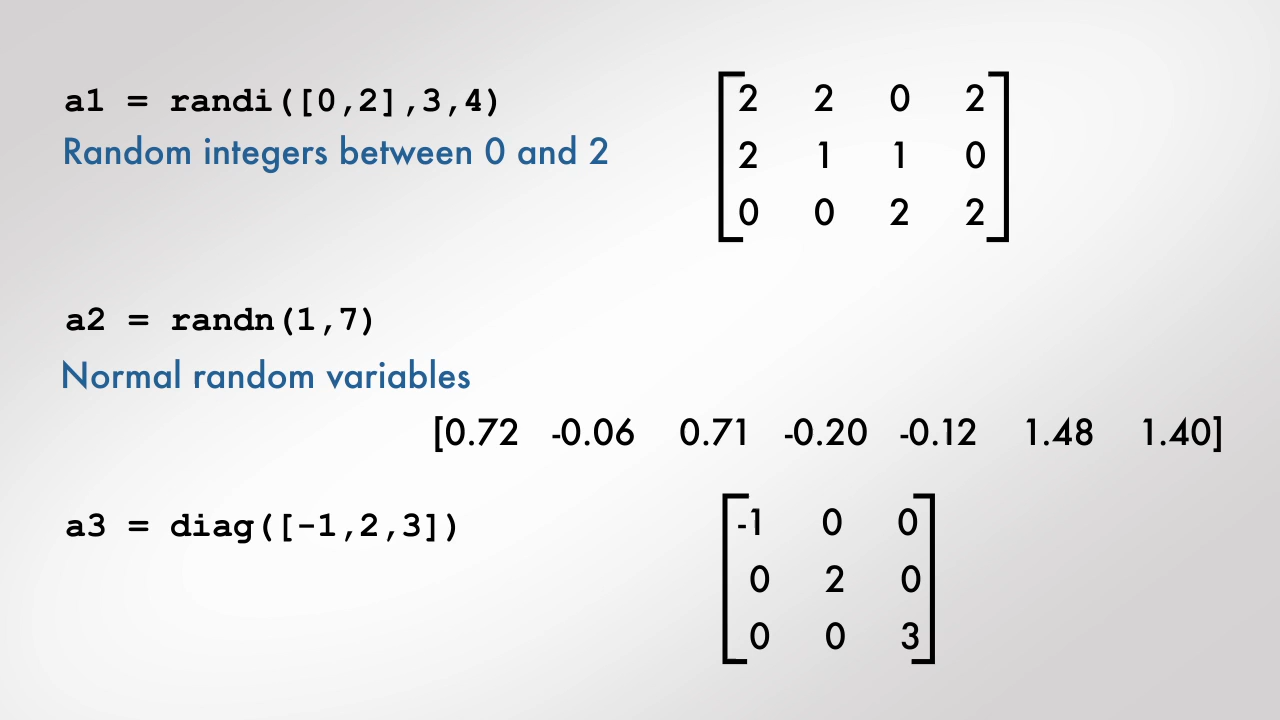 a1 = randi([0,2],3,4)
Random integers between 0 and 2
2 2 0 2
2 1 1 0
0 0 2 2
a2 = randn(1,7)
Normal random variables
[0.72 -0.06 0.71 -0.20 -0.12 1.48 1.40]
a3 = diag([-1,2,3])
-1 0 0
0 2 0
0 0 3